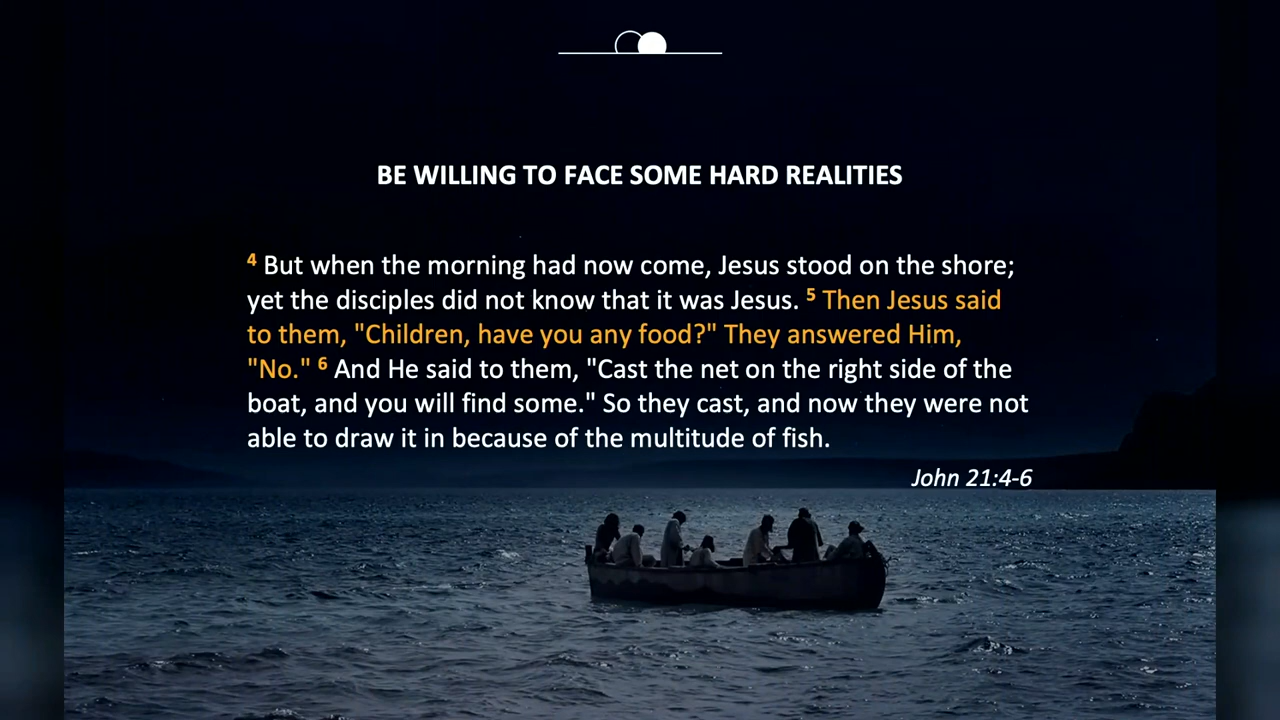 BE WILLING TO FACE SOME HARD REALITIES
4 But when the morning had now come, Jesus stood on the shore;
yet the disciples did not know that it was Jesus. 5 Then Jesus said
to them, "Children, have you any food?" They answered Him,
"No." 6 And He said to them, "Cast the net on the right side of the
boat, and you will find some." So they cast, and now they were not
able to draw it in because of the multitude of fish.
John 21:4-6